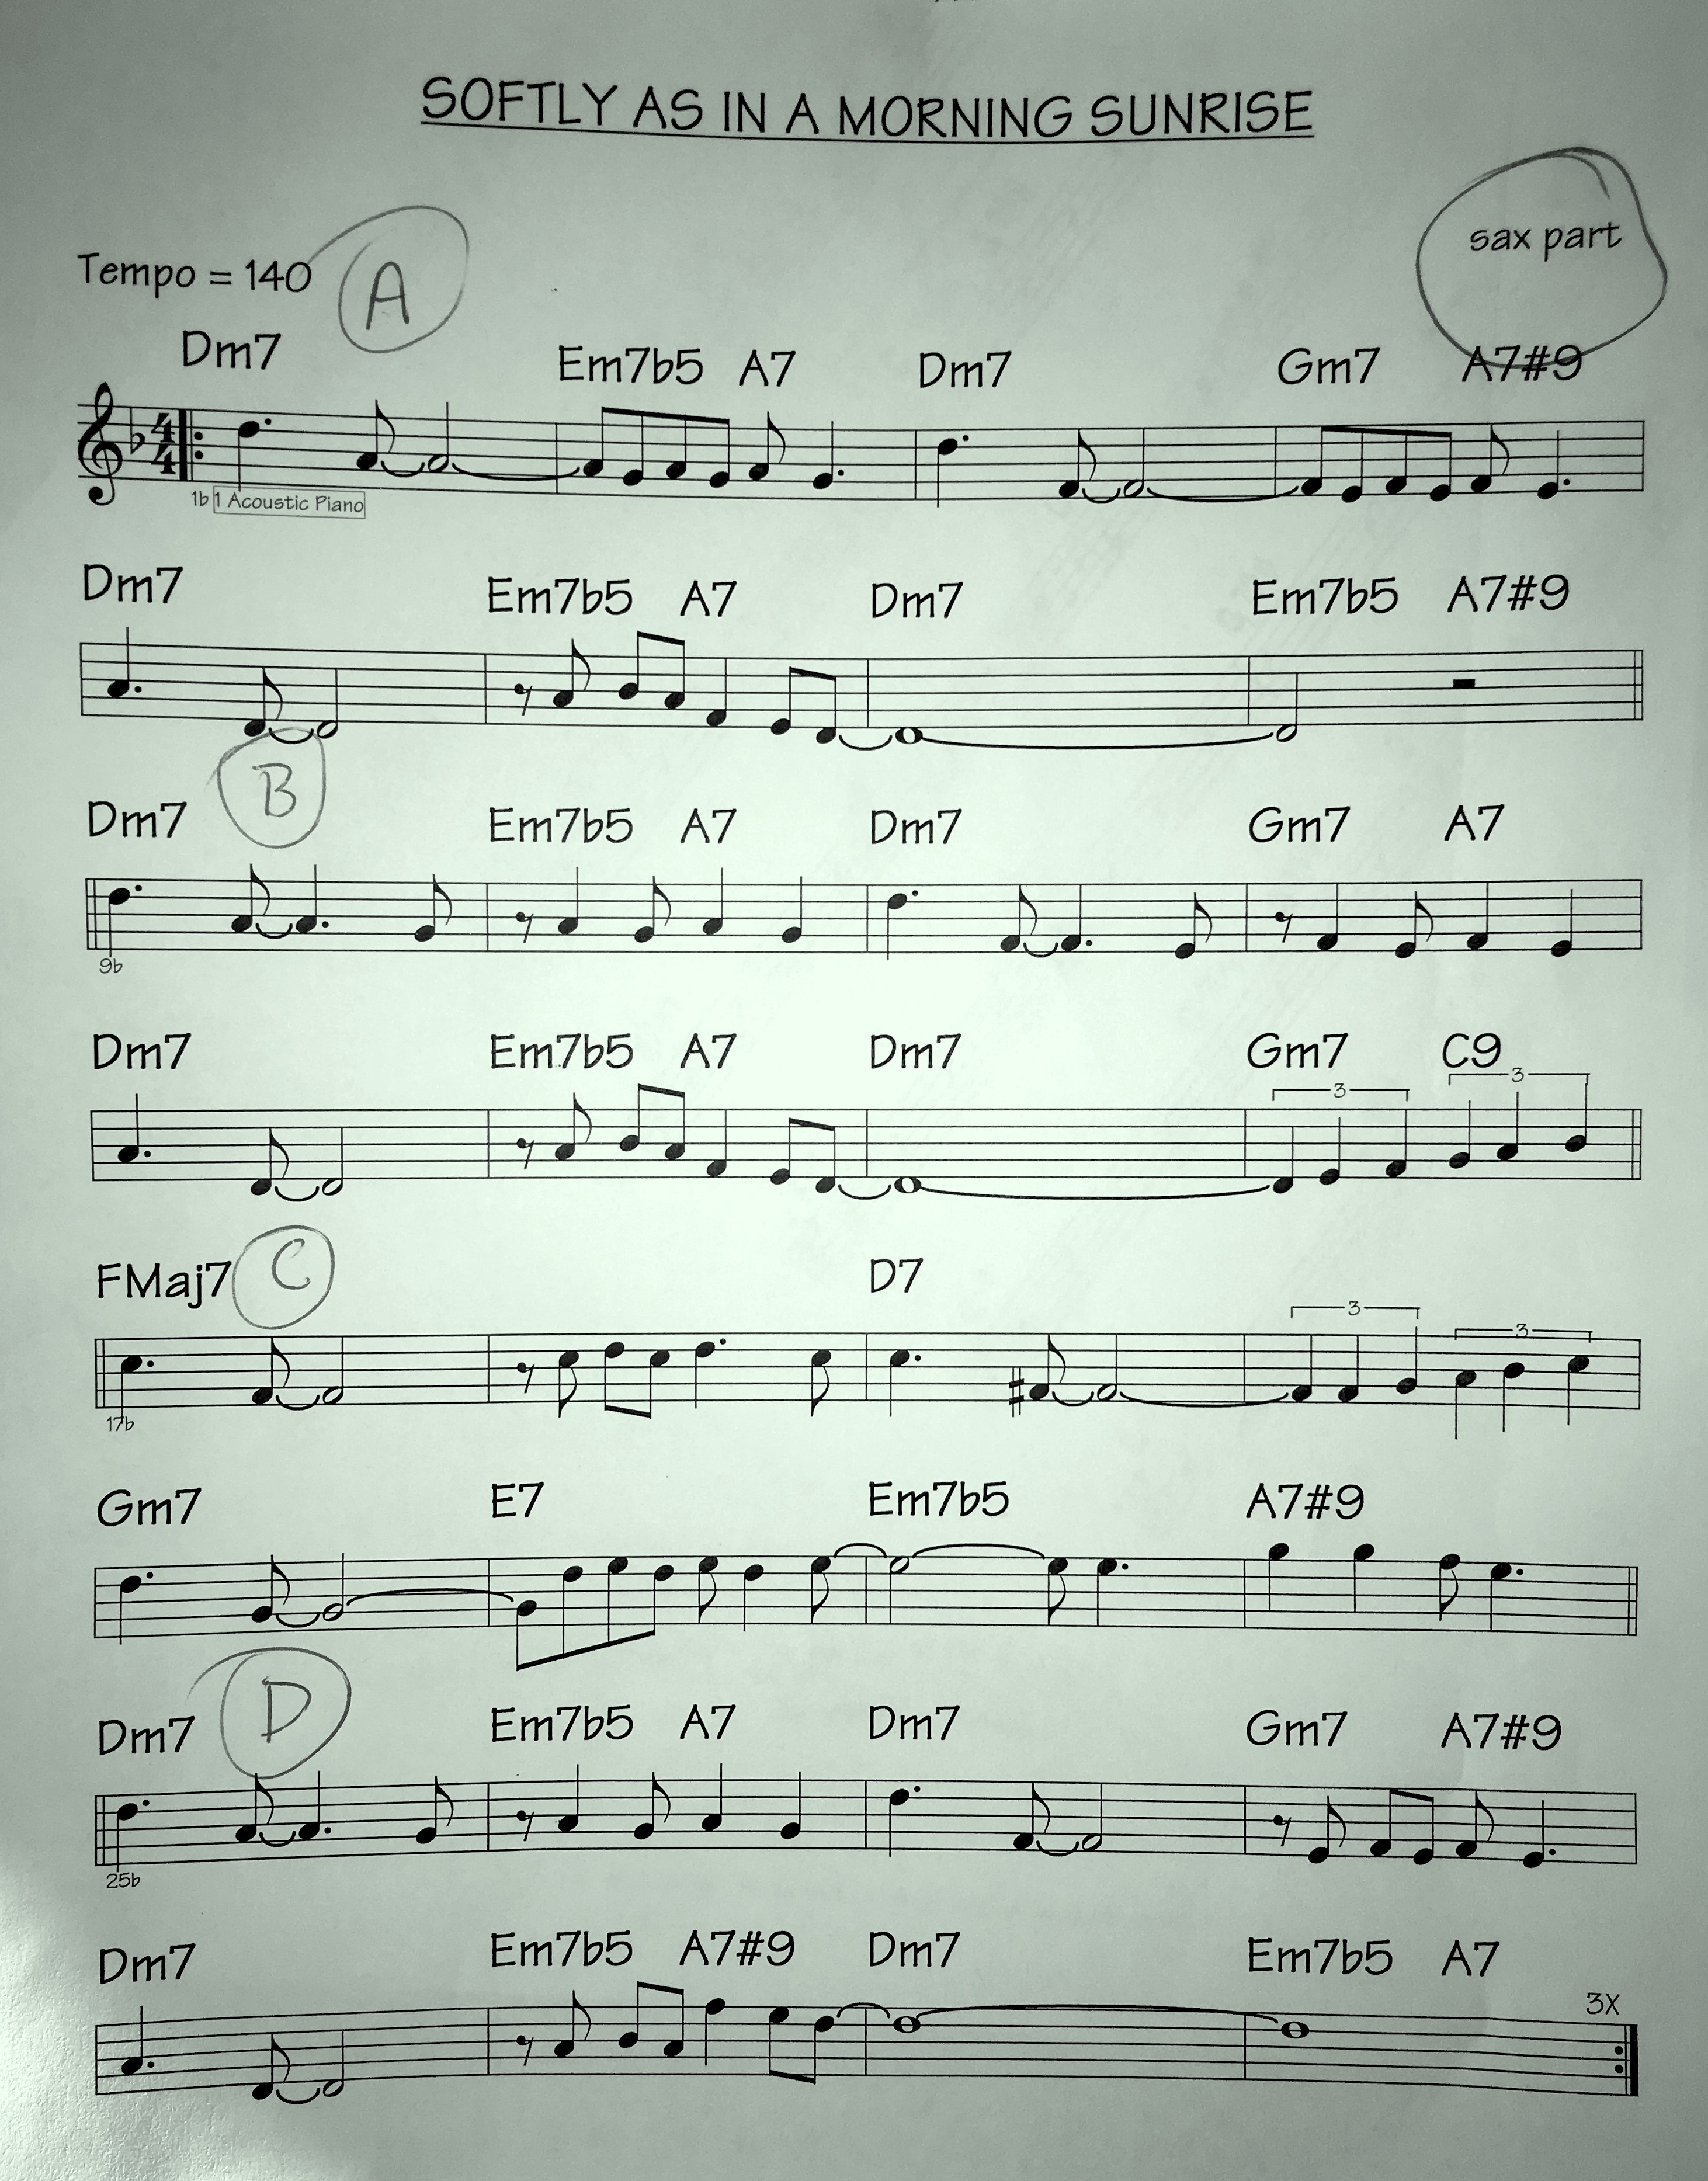 SOFTLY AS IN A MORNING SUNRISE
sax part
Tempo = 140 A
Dm7 Em7b5 A7 Dm7 Gm7 A7#9
1b 1 Acoustic Piano
Dm7 Em7b5 A7 Dm7 Em7b5 A7#9
B
Dm7 Em7b5 A7 Dm7 Gm7 A7
9b
Dm7 Em7b5 A7 Dm7 Gm7 C9
3 3
FMaj7 C D7
3 3
17b
Gm7 E7 Em7b5 A7#9
D
Dm7 Em7b5 A7 Dm7 Gm7 A7#9
25b
Dm7 Em7b5 A7#9 Dm7 Em7b5 A7
3X